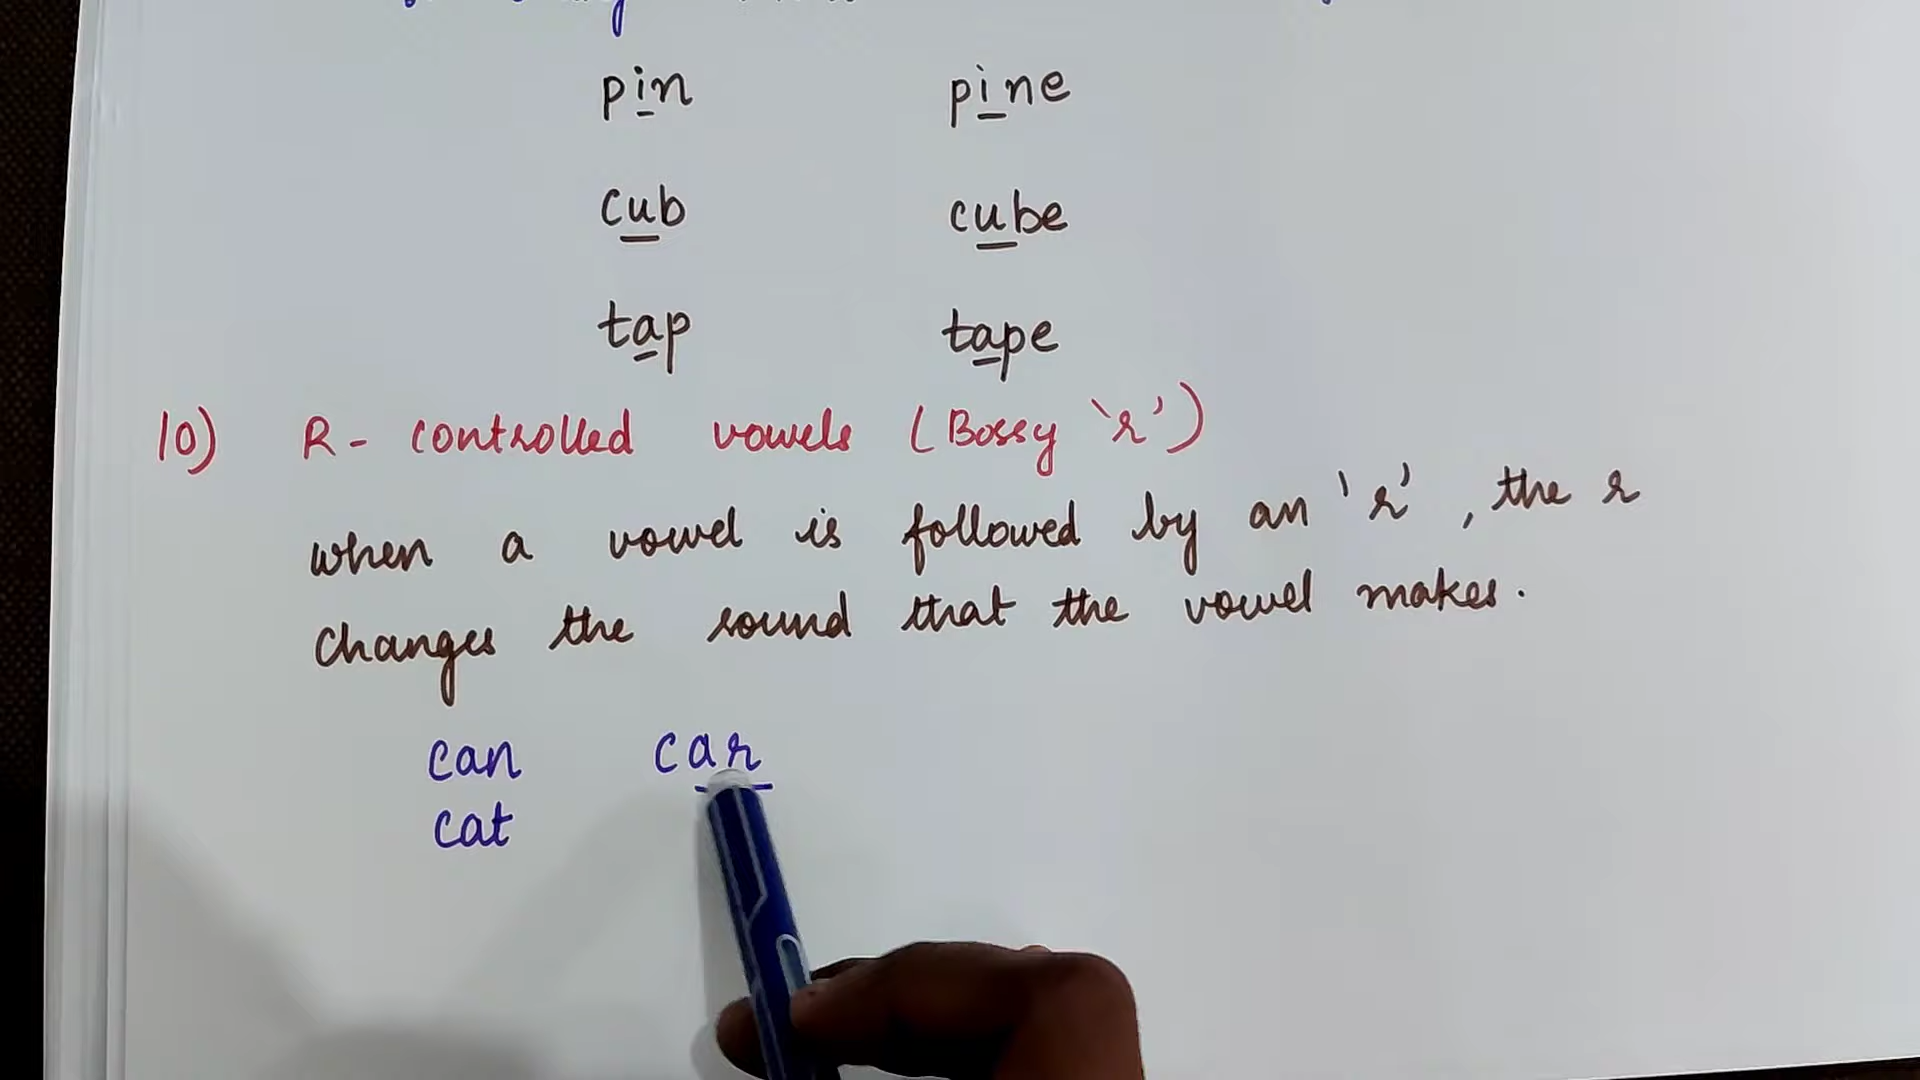 pin pine
cub cube
tap tape
10) R- controlled vowels (Bossy 'r')
when a vowel is followed by an 'r', the r
changes the sound that the vowel makes.
can car
cat